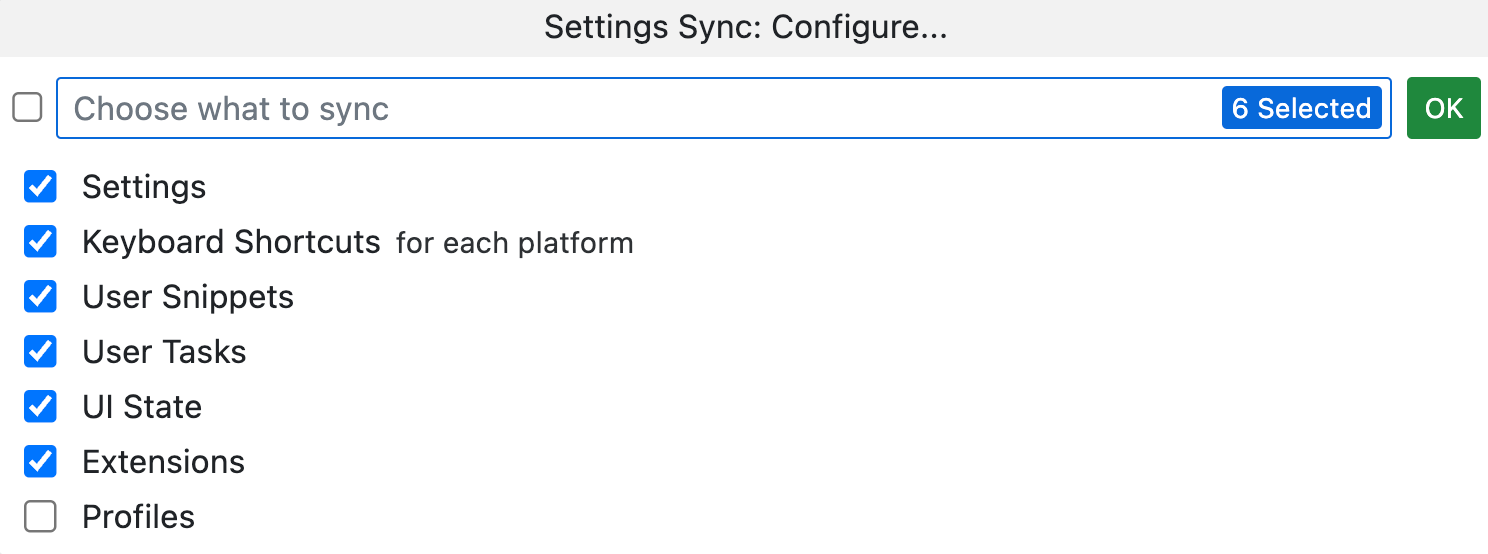 Settings Sync: Configure...
Choose what to sync 6 Selected OK
Settings
Keyboard Shortcuts for each platform
User Snippets
User Tasks
UI State
Extensions
Profiles